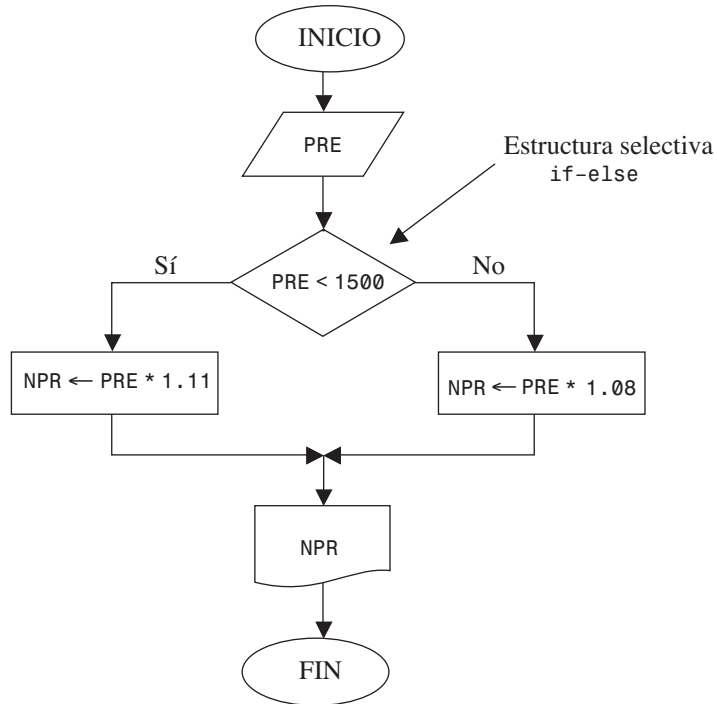 INICIO
PRE
Estructura selectiva
if-else
PRE < 1500
Sí
No
NPR ← PRE * 1.11
NPR ← PRE * 1.08
NPR
FIN